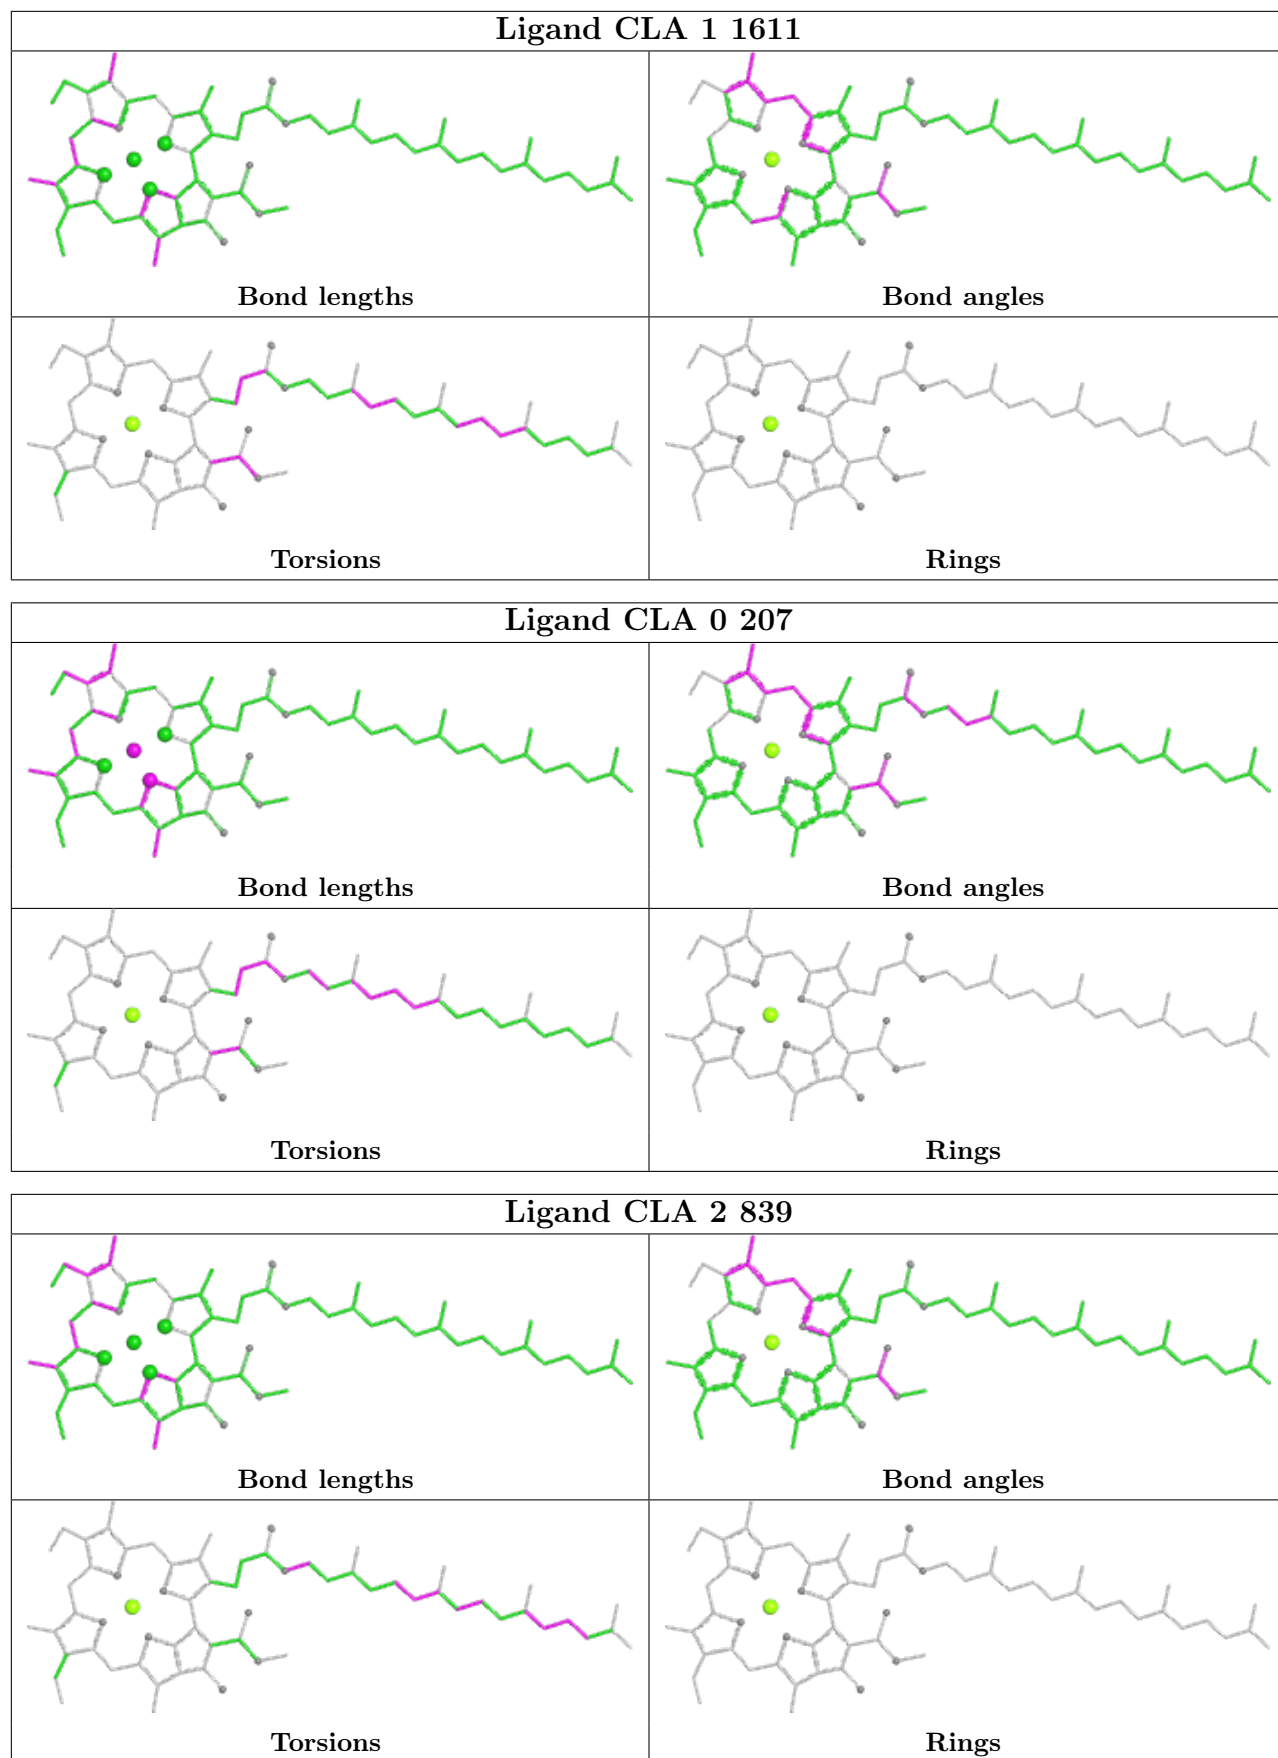 Ligand CLA 1 1611
Bond lengths
Bond angles
Torsions
Rings
Ligand CLA 0 207
Bond lengths
Bond angles
Torsions
Rings
Ligand CLA 2 839
Bond lengths
Bond angles
Torsions
Rings